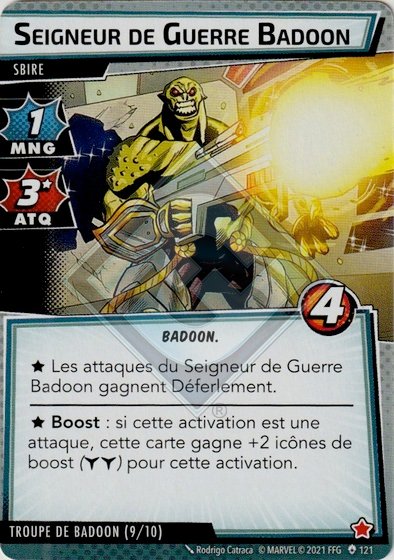 SEIGNEUR DE GUERRE BADOON
SBIRE
1
MNG
3★
ATQ
4
BADOON.
★ Les attaques du Seigneur de Guerre
Badoon gagnent Déferlement.
★ Boost : si cette activation est une
attaque, cette carte gagne +2 icônes de
boost ( ) pour cette activation.
®
TROUPE DE BADOON (9/10)
Rodrigo Catraca © MARVEL © 2021 FFG 121